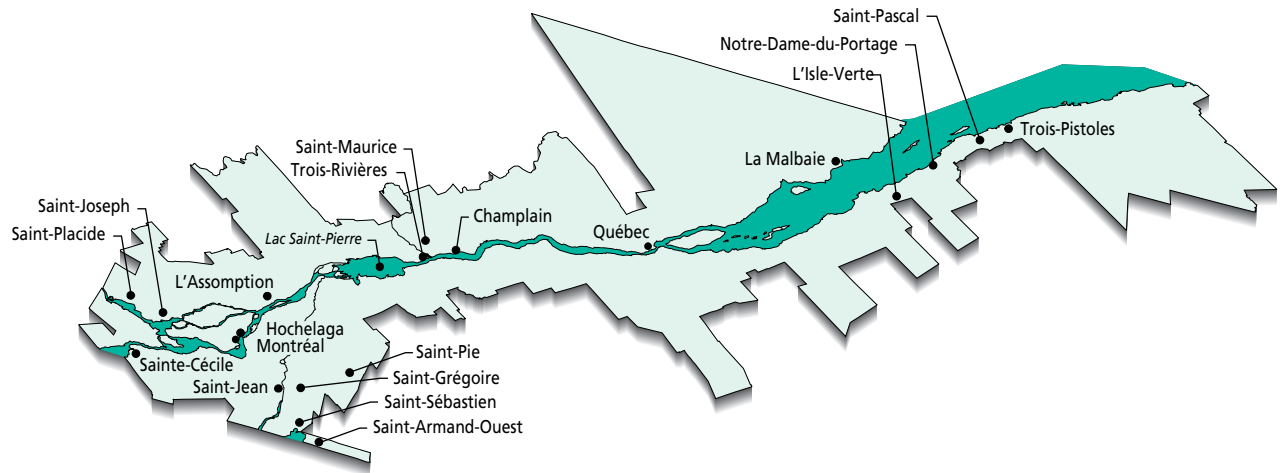 Saint-Pascal
Notre-Dame-du-Portage
L'Isle-Verte
Trois-Pistoles
La Malbaie
Saint-Maurice
Trois-Rivières
Saint-Joseph
Saint-Placide
Champlain
Québec
Lac Saint-Pierre
L'Assomption
Hochelaga
Montréal
Sainte-Cécile
Saint-Pie
Saint-Jean
Saint-Grégoire
Saint-Sébastien
Saint-Armand-Ouest